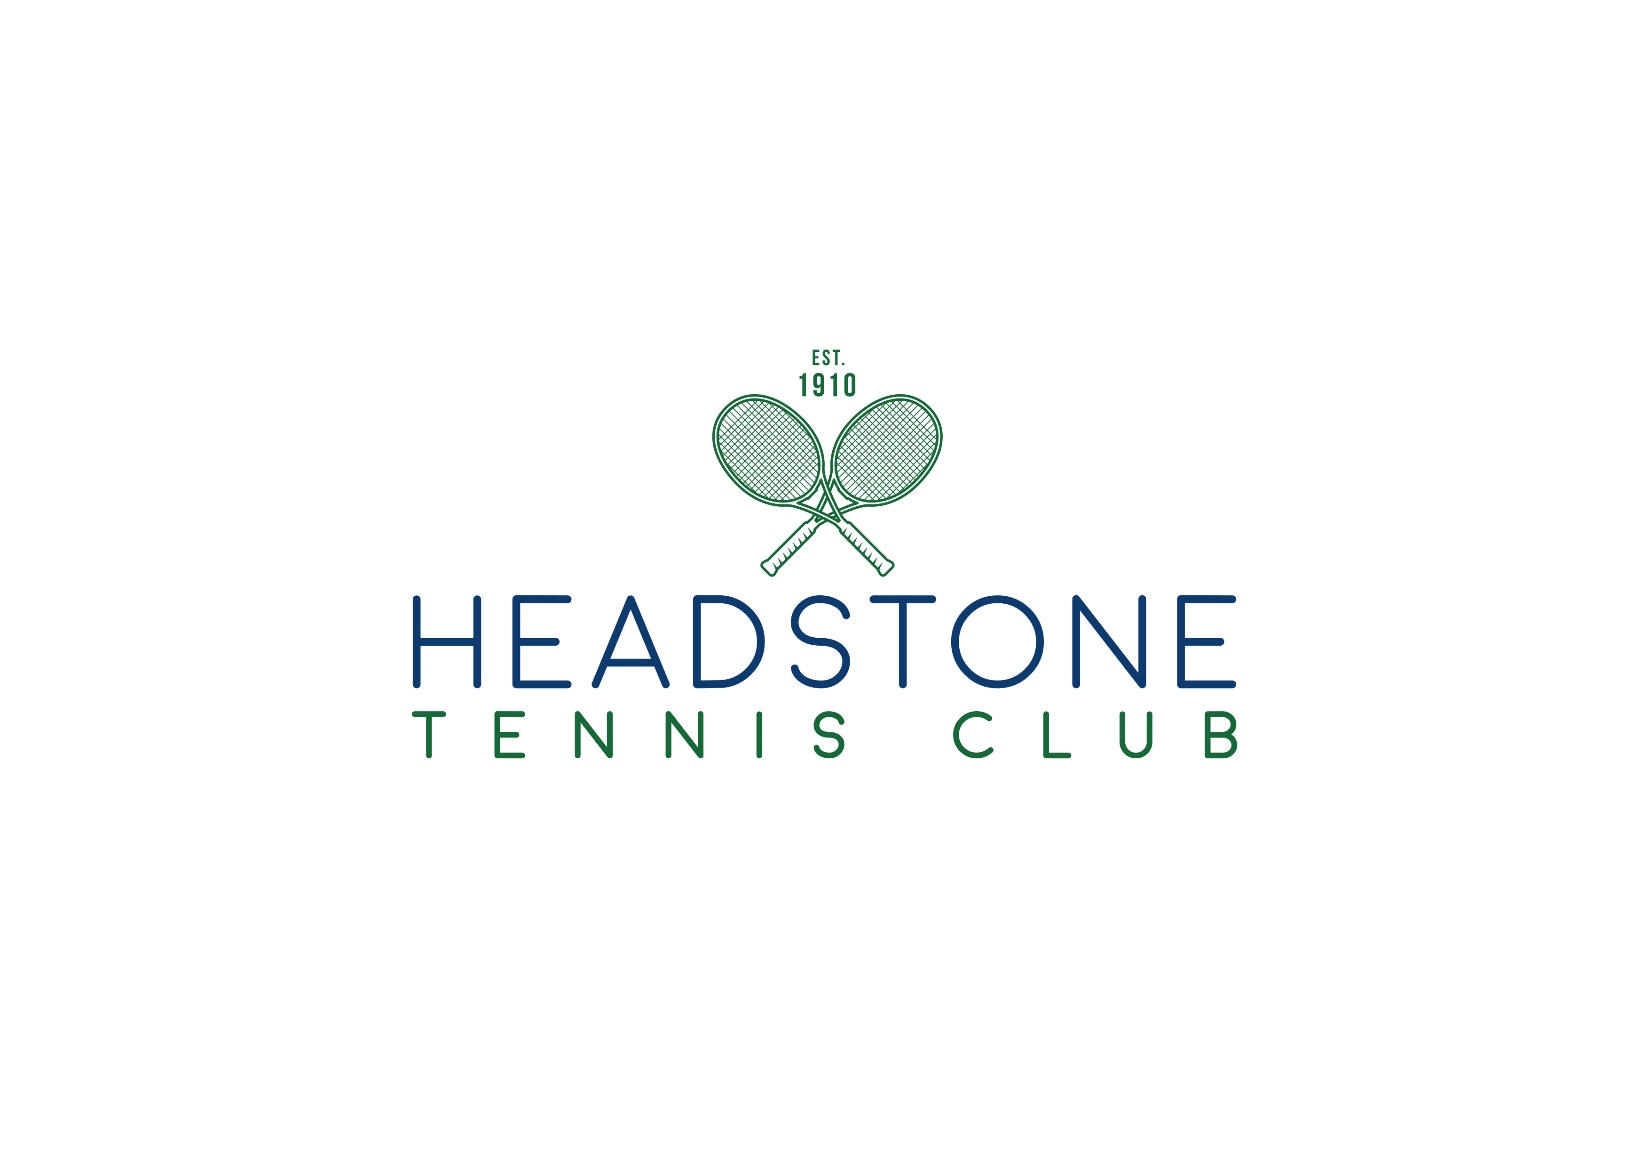 EST.
1910
HEADSTONE
TENNIS CLUB